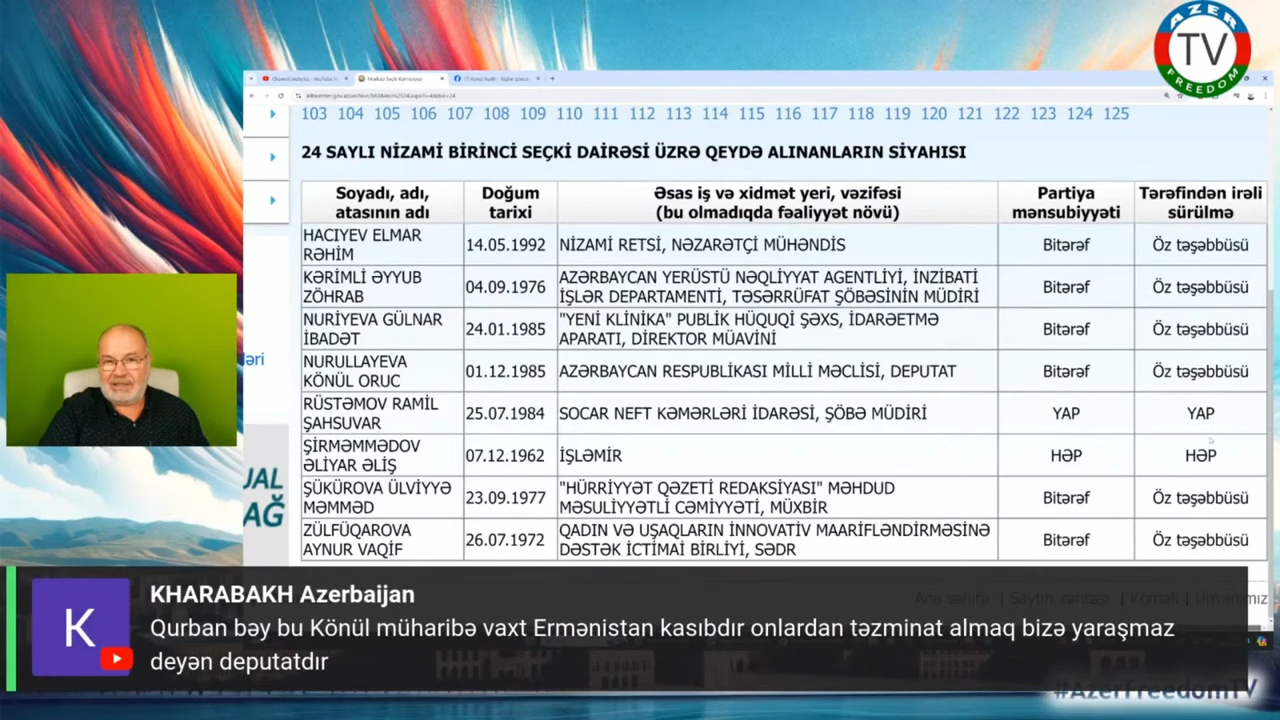 AZER
TV
FREEDOM
103 104 105 106 107 108 109 110 111 112 113 114 115 116 117 118 119 120 121 122 123 124 125
24 SAYLI NİZAMİ BİRİNCİ SEÇKİ DAİRƏSİ ÜZRƏ QEYDƏ ALINANLARIN SİYAHISI
Soyadı, adı, atasının adı Doğum tarixi Əsas iş və xidmət yeri, vəzifəsi (bu olmadıqda fəaliyyət növü) Partiya mənsubiyyəti Tərəfindən irəli sürülmə
HACIYEV ELMAR RƏHİM 14.05.1992 NİZAMİ RETSİ, NƏZARƏTÇİ MÜHƏNDİS Bitərəf Öz təşəbbüsü
KƏRİMLİ ƏYYUB ZÖHRAB 04.09.1976 AZƏRBAYCAN YERÜSTÜ NƏQLİYYAT AGENTLİYİ, İNZİBATİ İŞLƏR DEPARTAMENTİ, TƏSƏRRÜFAT ŞÖBƏSİNİN MÜDİRİ Bitərəf Öz təşəbbüsü
NURİYEVA GÜLNAR İBADƏT 24.01.1985 "YENİ KLİNİKA" PUBLİK HÜQUQİ ŞƏXS, İDARƏETMƏ APARATI, DİREKTOR MÜAVİNİ Bitərəf Öz təşəbbüsü
NURULLAYEVA KÖNÜL ORUC 01.12.1985 AZƏRBAYCAN RESPUBLİKASI MİLLİ MƏCLİSİ, DEPUTAT Bitərəf Öz təşəbbüsü
RÜSTƏMOV RAMİL ŞAHSUVAR 25.07.1984 SOCAR NEFT KƏMƏRLƏRİ İDARƏSİ, ŞÖBƏ MÜDİRİ YAP YAP
ŞİRMƏMMƏDOV ƏLİYAR ƏLİŞ 07.12.1962 İŞLƏMİR HƏP HƏP
ŞÜKÜROVA ÜLVİYYƏ MƏMMƏD 23.09.1977 "HÜRRİYYƏT QƏZETİ REDAKSİYASI" MƏHDUD MƏSULİYYƏTLİ CƏMİYYƏTİ, MÜXBİR Bitərəf Öz təşəbbüsü
ZÜLFÜQAROVA AYNUR VAQİF 26.07.1972 QADIN VƏ UŞAQLARIN İNNOVATİV MAARİFLƏNDİRMƏSİNƏ DƏSTƏK İCTİMAİ BİRLİYİ, SƏDR Bitərəf Öz təşəbbüsü
əri
UAL
AĞ
Ana səhifə | Saytın xəritəsi | Kömək | Ünvanımız
K
KHARABAKH Azerbaijan
Qurban bəy bu Könül müharibə vaxt Ermənistan kasıbdır onlardan təzminat almaq bizə yaraşmaz
deyən deputatdır
#AzerFreedomTV